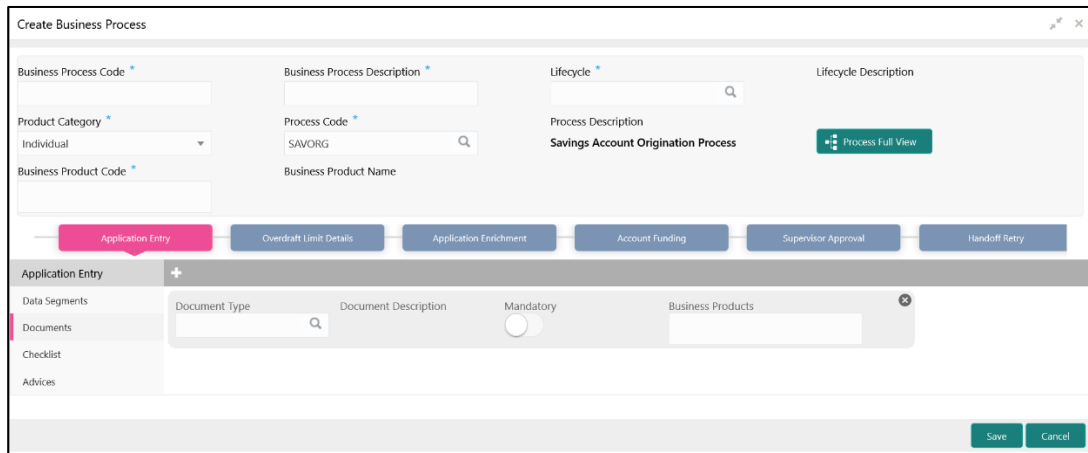 Create Business Process
Business Process Code * Business Process Description * Lifecycle * Lifecycle Description
Product Category * Process Code * Process Description
Individual SAVORG Savings Account Origination Process Process Full View
Business Product Code * Business Product Name
Application Entry Overdraft Limit Details Application Enrichment Account Funding Supervisor Approval Handoff Retry
Application Entry
Data Segments
Document Type Document Description Mandatory Business Products
Documents
Checklist
Advices
Save Cancel